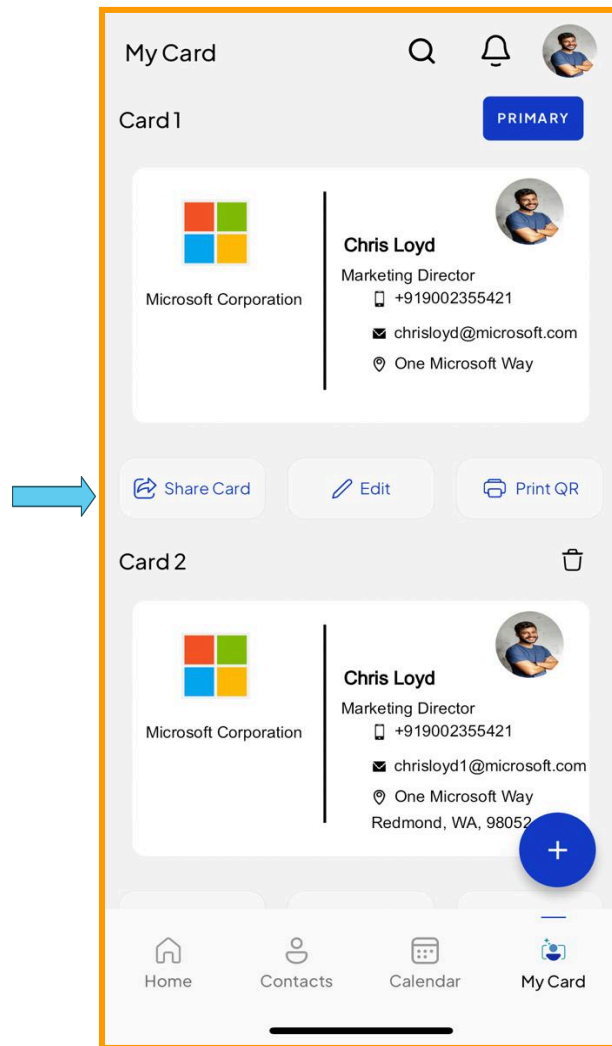 My Card
Card 1
PRIMARY
Chris Loyd
Marketing Director
Microsoft Corporation
+919002355421
chrisloyd@microsoft.com
One Microsoft Way
Share Card
Edit
Print QR
Card 2
Chris Loyd
Marketing Director
Microsoft Corporation
+919002355421
chrisloyd1@microsoft.com
One Microsoft Way
Redmond, WA, 98052
+
Home
Contacts
Calendar
My Card